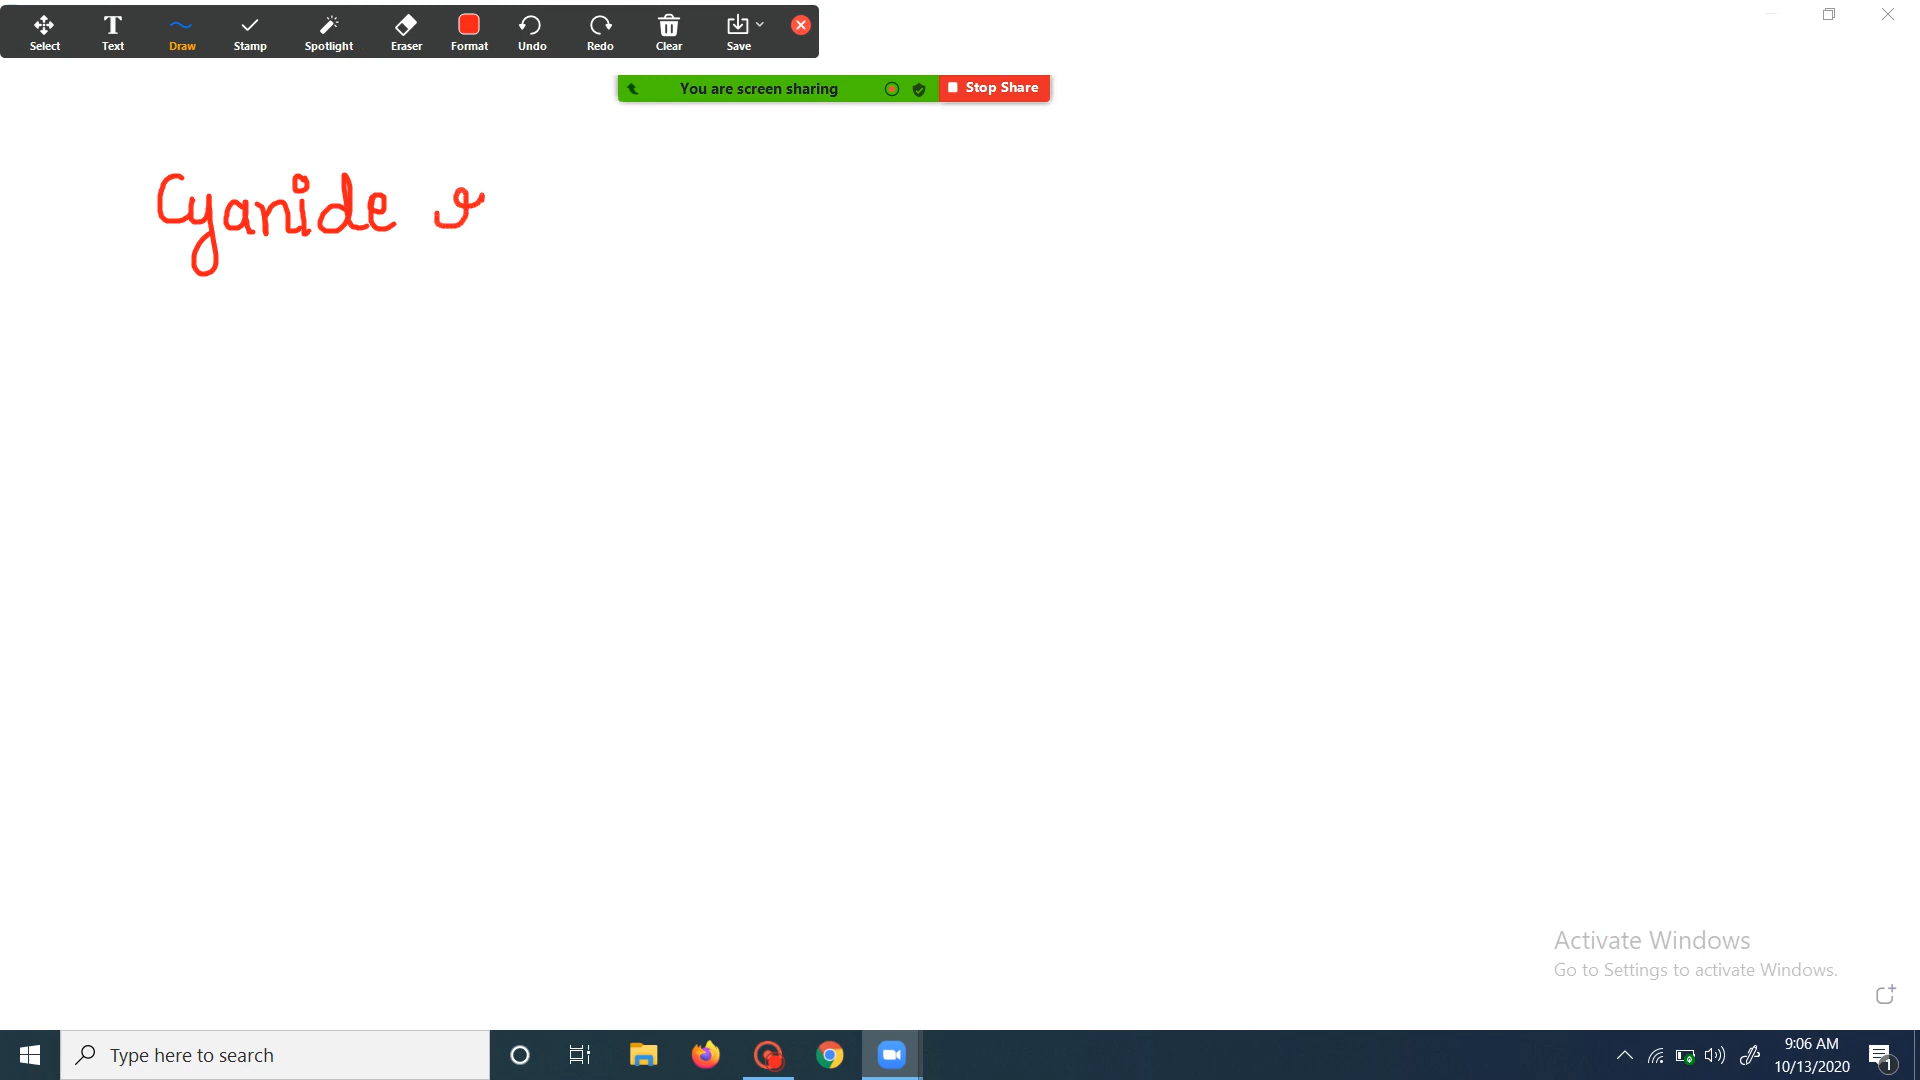 Select Text Draw Stamp Spotlight Eraser Format Undo Redo Clear Save
You are screen sharing Stop Share
Cyanide
Activate Windows
Go to Settings to activate Windows.
Type here to search
9:06 AM
10/13/2020
1